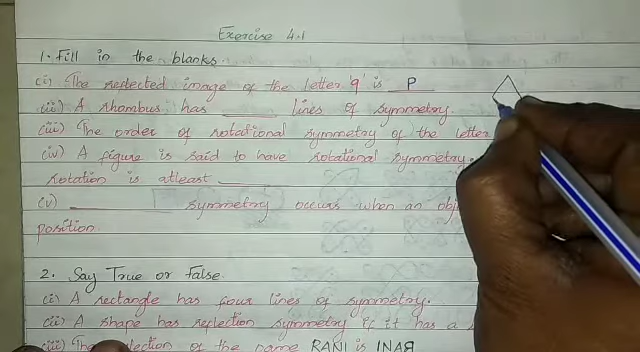 Exercise 4.1
1. Fill in the blanks.
(i) The reflected image of the letter 'q' is P
(ii) A rhombus has ____ lines of symmetry.
(iii) The order of rotational symmetry of the letter
(iv) A figure is said to have rotational symmetry
rotation is atleast ______
(v) ________ symmetry occurs when an obj
position.
2. Say True or False.
(i) A rectangle has four lines of symmetry.
(ii) A shape has reflection symmetry if it has a
(iii) The reflection of the name RANI is INAЯ